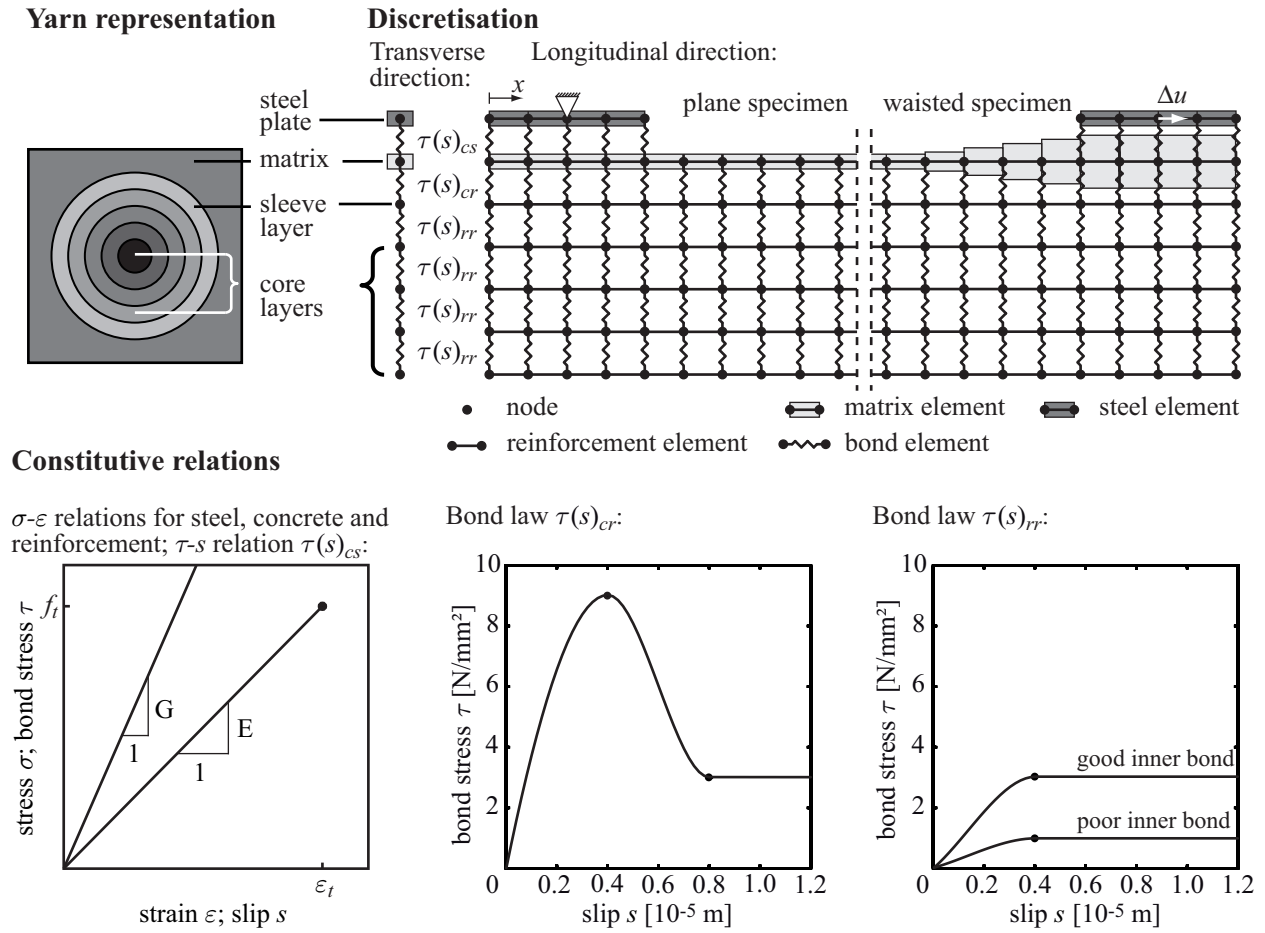 Yarn representation
Discretisation
Transverse
direction:
Longitudinal direction:
steel
plate
matrix
sleeve
layer
core
layers
x
plane specimen
waisted specimen
Δu
τ(s)cs
τ(s)cr
τ(s)rr
τ(s)rr
τ(s)rr
τ(s)rr
node
matrix element
steel element
reinforcement element
bond element
Constitutive relations
σ-ε relations for steel, concrete and
reinforcement; τ-s relation τ(s)cs:
stress σ; bond stress τ
ft
G
1
E
1
εt
strain ε; slip s
Bond law τ(s)cr:
bond stress τ [N/mm²]
10
8
6
4
2
0 0.2 0.4 0.6 0.8 1.0 1.2
slip s [10-5 m]
Bond law τ(s)rr:
bond stress τ [N/mm²]
10
8
6
4
2
good inner bond
poor inner bond
0 0.2 0.4 0.6 0.8 1.0 1.2
slip s [10-5 m]